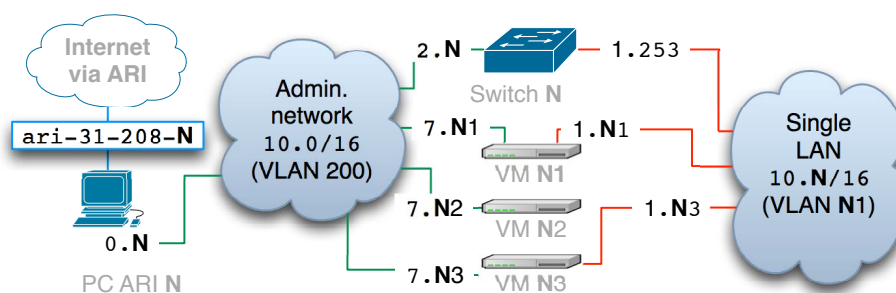 Internet
via ARI
ari-31-208-N
0.N
PC ARI N
Admin.
network
10.0/16
(VLAN 200)
2.N
Switch N
1.253
7.N1
VM N1
1.N1
7.N2
VM N2
7.N3
VM N3
1.N3
Single
LAN
10.N/16
(VLAN N1)